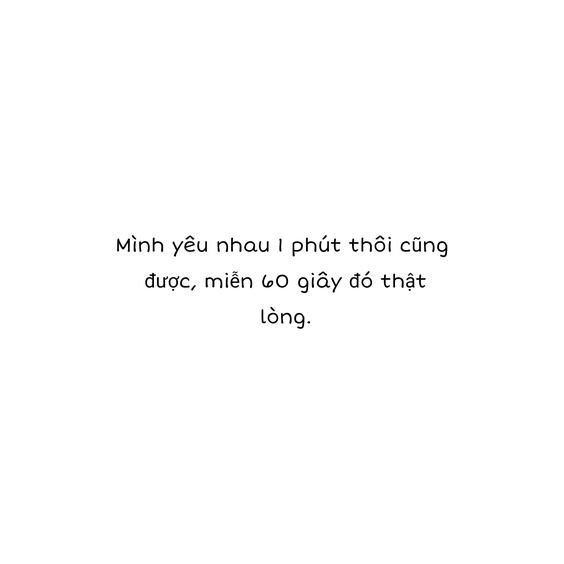 Mình yêu nhau 1 phút thôi cũng
được, miễn 60 giây đó thật
lòng.